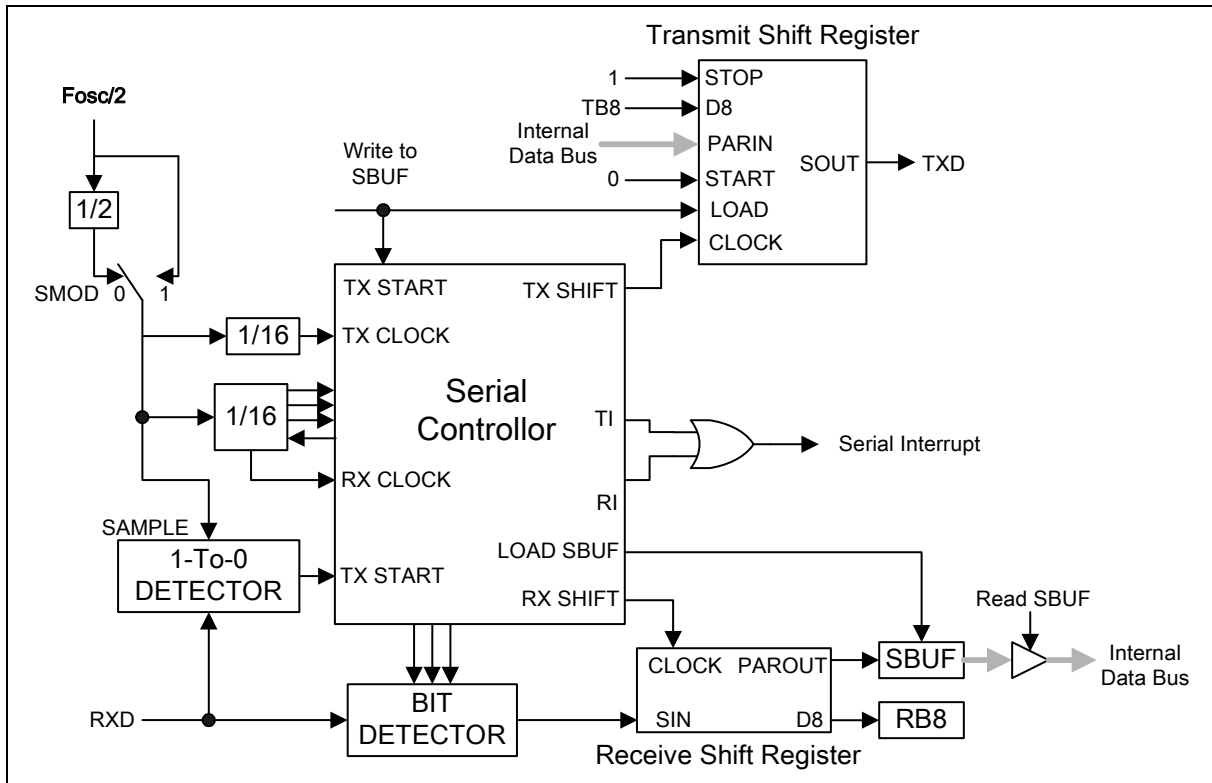 Transmit Shift Register
Fosc/2
1/2
SMOD 0 1
1/16
1/16
SAMPLE
1-To-0
DETECTOR
RXD
Write to
SBUF
1
TB8
Internal
Data Bus
0
STOP
D8
PARIN
START
LOAD
CLOCK
SOUT
TXD
TX START
TX CLOCK
RX CLOCK
TX START
Serial
Controllor
TX SHIFT
TI
RI
LOAD SBUF
RX SHIFT
Serial Interrupt
BIT
DETECTOR
CLOCK PAROUT
SIN D8
Receive Shift Register
SBUF
RB8
Read SBUF
Internal
Data Bus